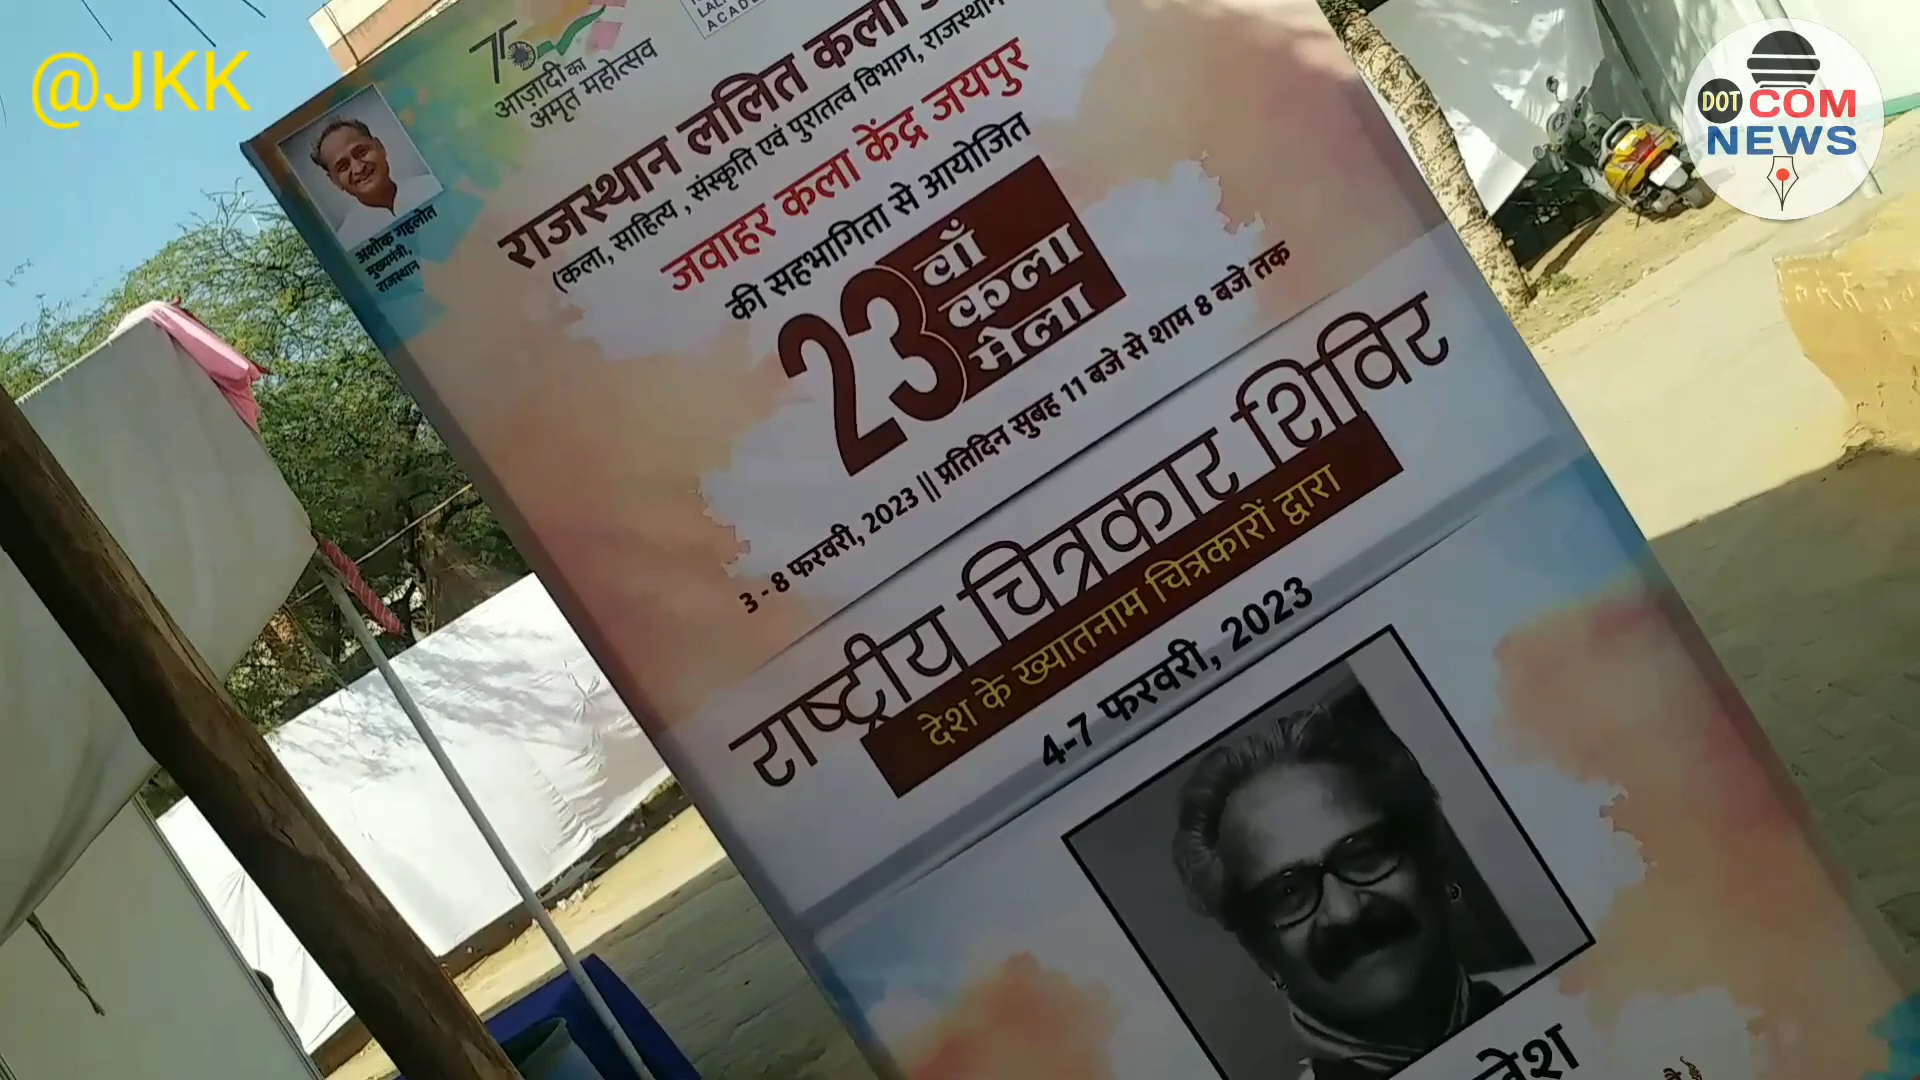 @JKK
DOT COM
NEWS
75
आज़ादी का
अमृत महोत्सव
अशोक गहलोत
मुख्यमंत्री,
राजस्थान
राजस्थान ललित कला
(कला, साहित्य , संस्कृति एवं पुरातत्व विभाग, राजस्थान
जवाहर कला केंद्र जयपुर
की सहभागिता से आयोजित
23 वाँ
कला
मेला
3 - 8 फरवरी, 2023 || प्रतिदिन सुबह 11 बजे से शाम 8 बजे तक
राष्ट्रीय चित्रकार शिविर
देश के ख्यातनाम चित्रकारों द्वारा
4-7 फरवरी, 2023